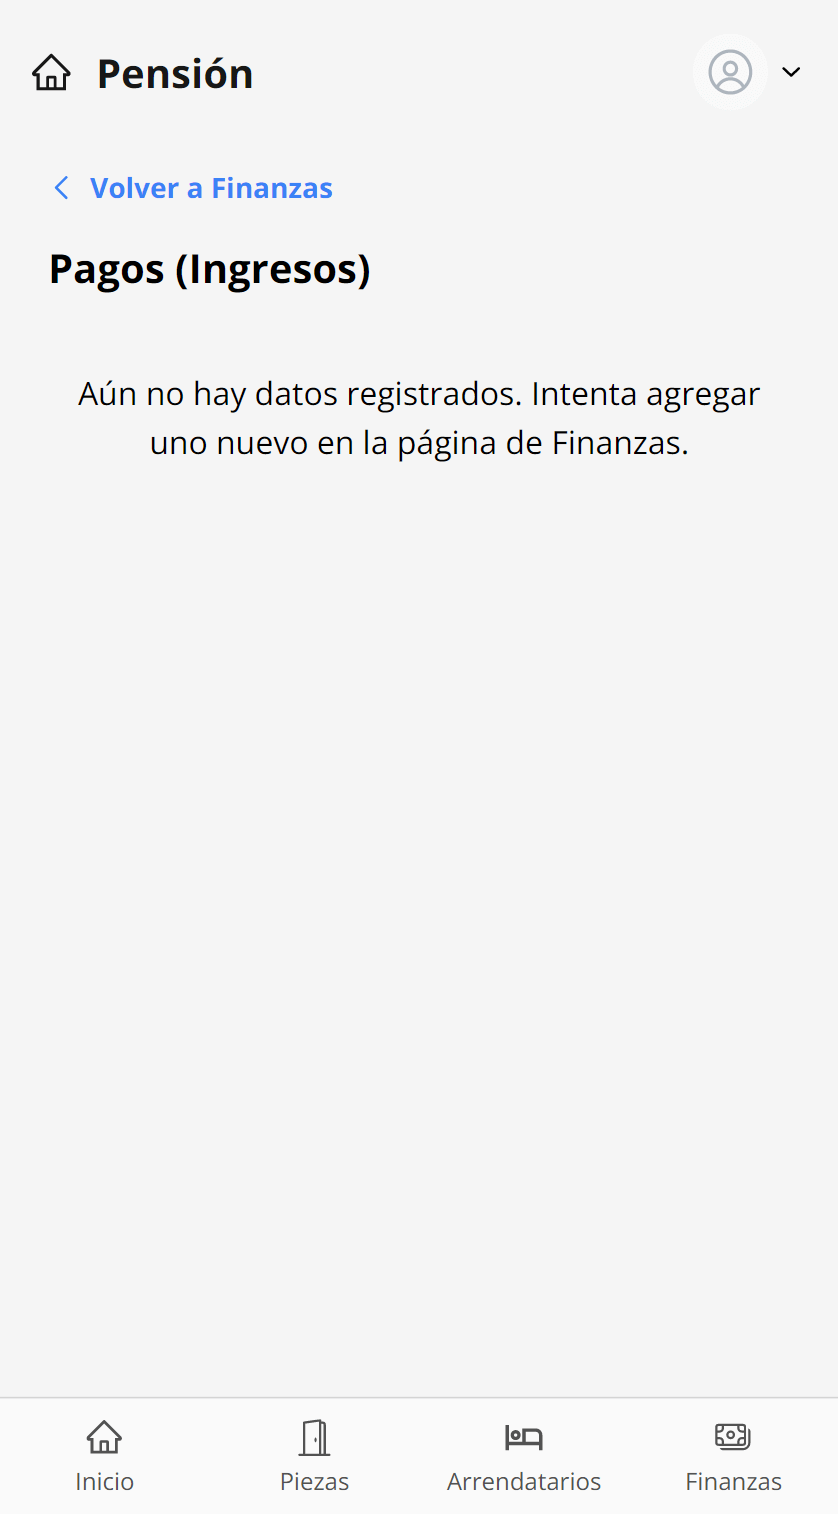 Pensión
Volver a Finanzas
Pagos (Ingresos)
Aún no hay datos registrados. Intenta agregar
uno nuevo en la página de Finanzas.
Inicio
Piezas
Arrendatarios
Finanzas